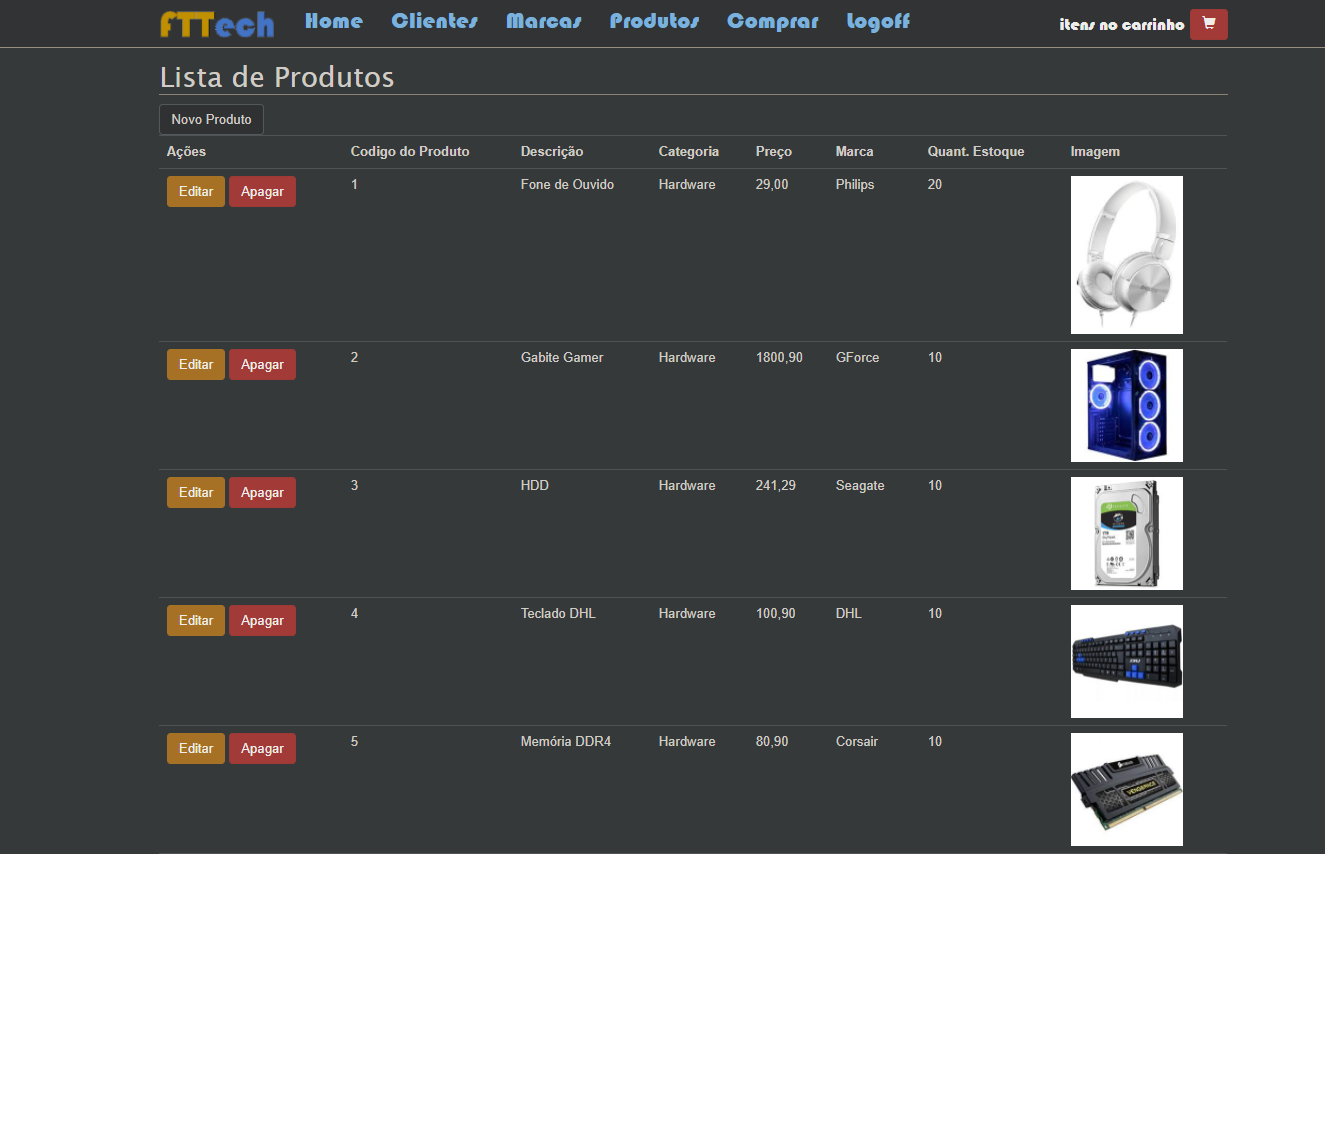 fTTech Home Clientes Marcas Produtos Comprar Logoff itens no carrinho
Lista de Produtos
Novo Produto
Ações Codigo do Produto Descrição Categoria Preço Marca Quant. Estoque Imagem
Editar Apagar 1 Fone de Ouvido Hardware 29,00 Philips 20
Editar Apagar 2 Gabite Gamer Hardware 1800,90 GForce 10
Editar Apagar 3 HDD Hardware 241,29 Seagate 10
Editar Apagar 4 Teclado DHL Hardware 100,90 DHL 10
Editar Apagar 5 Memória DDR4 Hardware 80,90 Corsair 10
VENGEANCE